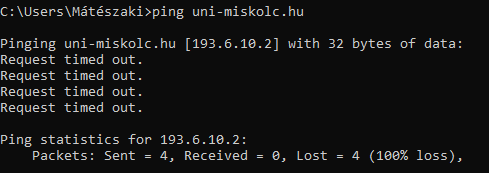 C:\Users\Mátészaki>ping uni-miskolc.hu
Pinging uni-miskolc.hu [193.6.10.2] with 32 bytes of data:
Request timed out.
Request timed out.
Request timed out.
Request timed out.
Ping statistics for 193.6.10.2:
    Packets: Sent = 4, Received = 0, Lost = 4 (100% loss),